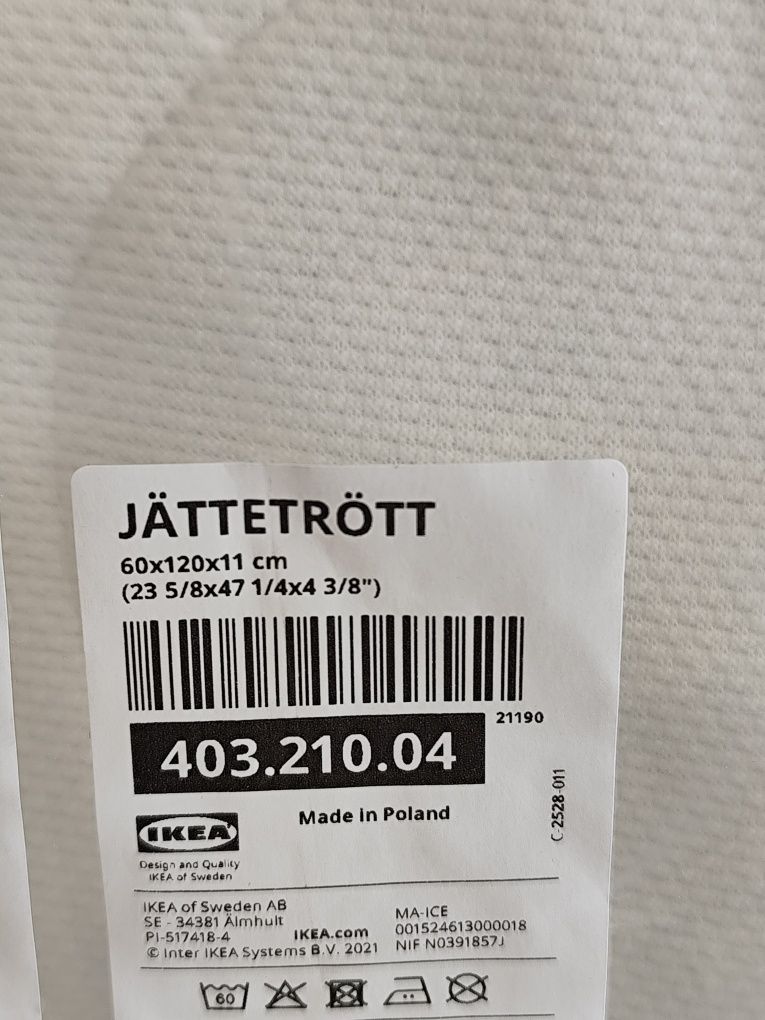 JÄTTETRÖTT
60x120x11 cm
(23 5/8x47 1/4x4 3/8")
21190
403.210.04
Made in Poland
C-2528-011
IKEA
Design and Quality
IKEA of Sweden
IKEA of Sweden AB
SE - 34381 Älmhult
PI-517418-4
IKEA.com
© Inter IKEA Systems B.V. 2021
MA-ICE
001524613000018
NIF N0391857J
60